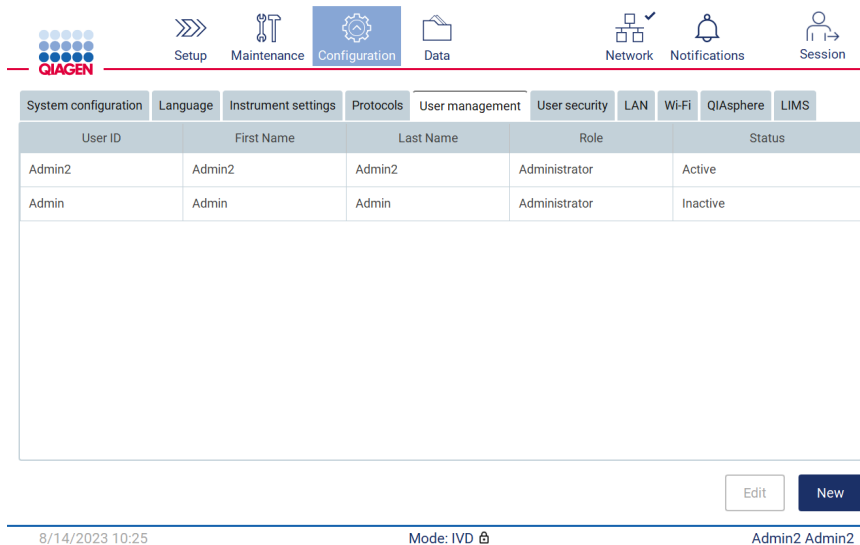 QIAGEN
Setup Maintenance Configuration Data Network Notifications Session
System configuration Language Instrument settings Protocols User management User security LAN Wi-Fi QIAsphere LIMS
User ID First Name Last Name Role Status
Admin2 Admin2 Admin2 Administrator Active
Admin Admin Admin Administrator Inactive
Edit New
8/14/2023 10:25 Mode: IVD Admin2 Admin2